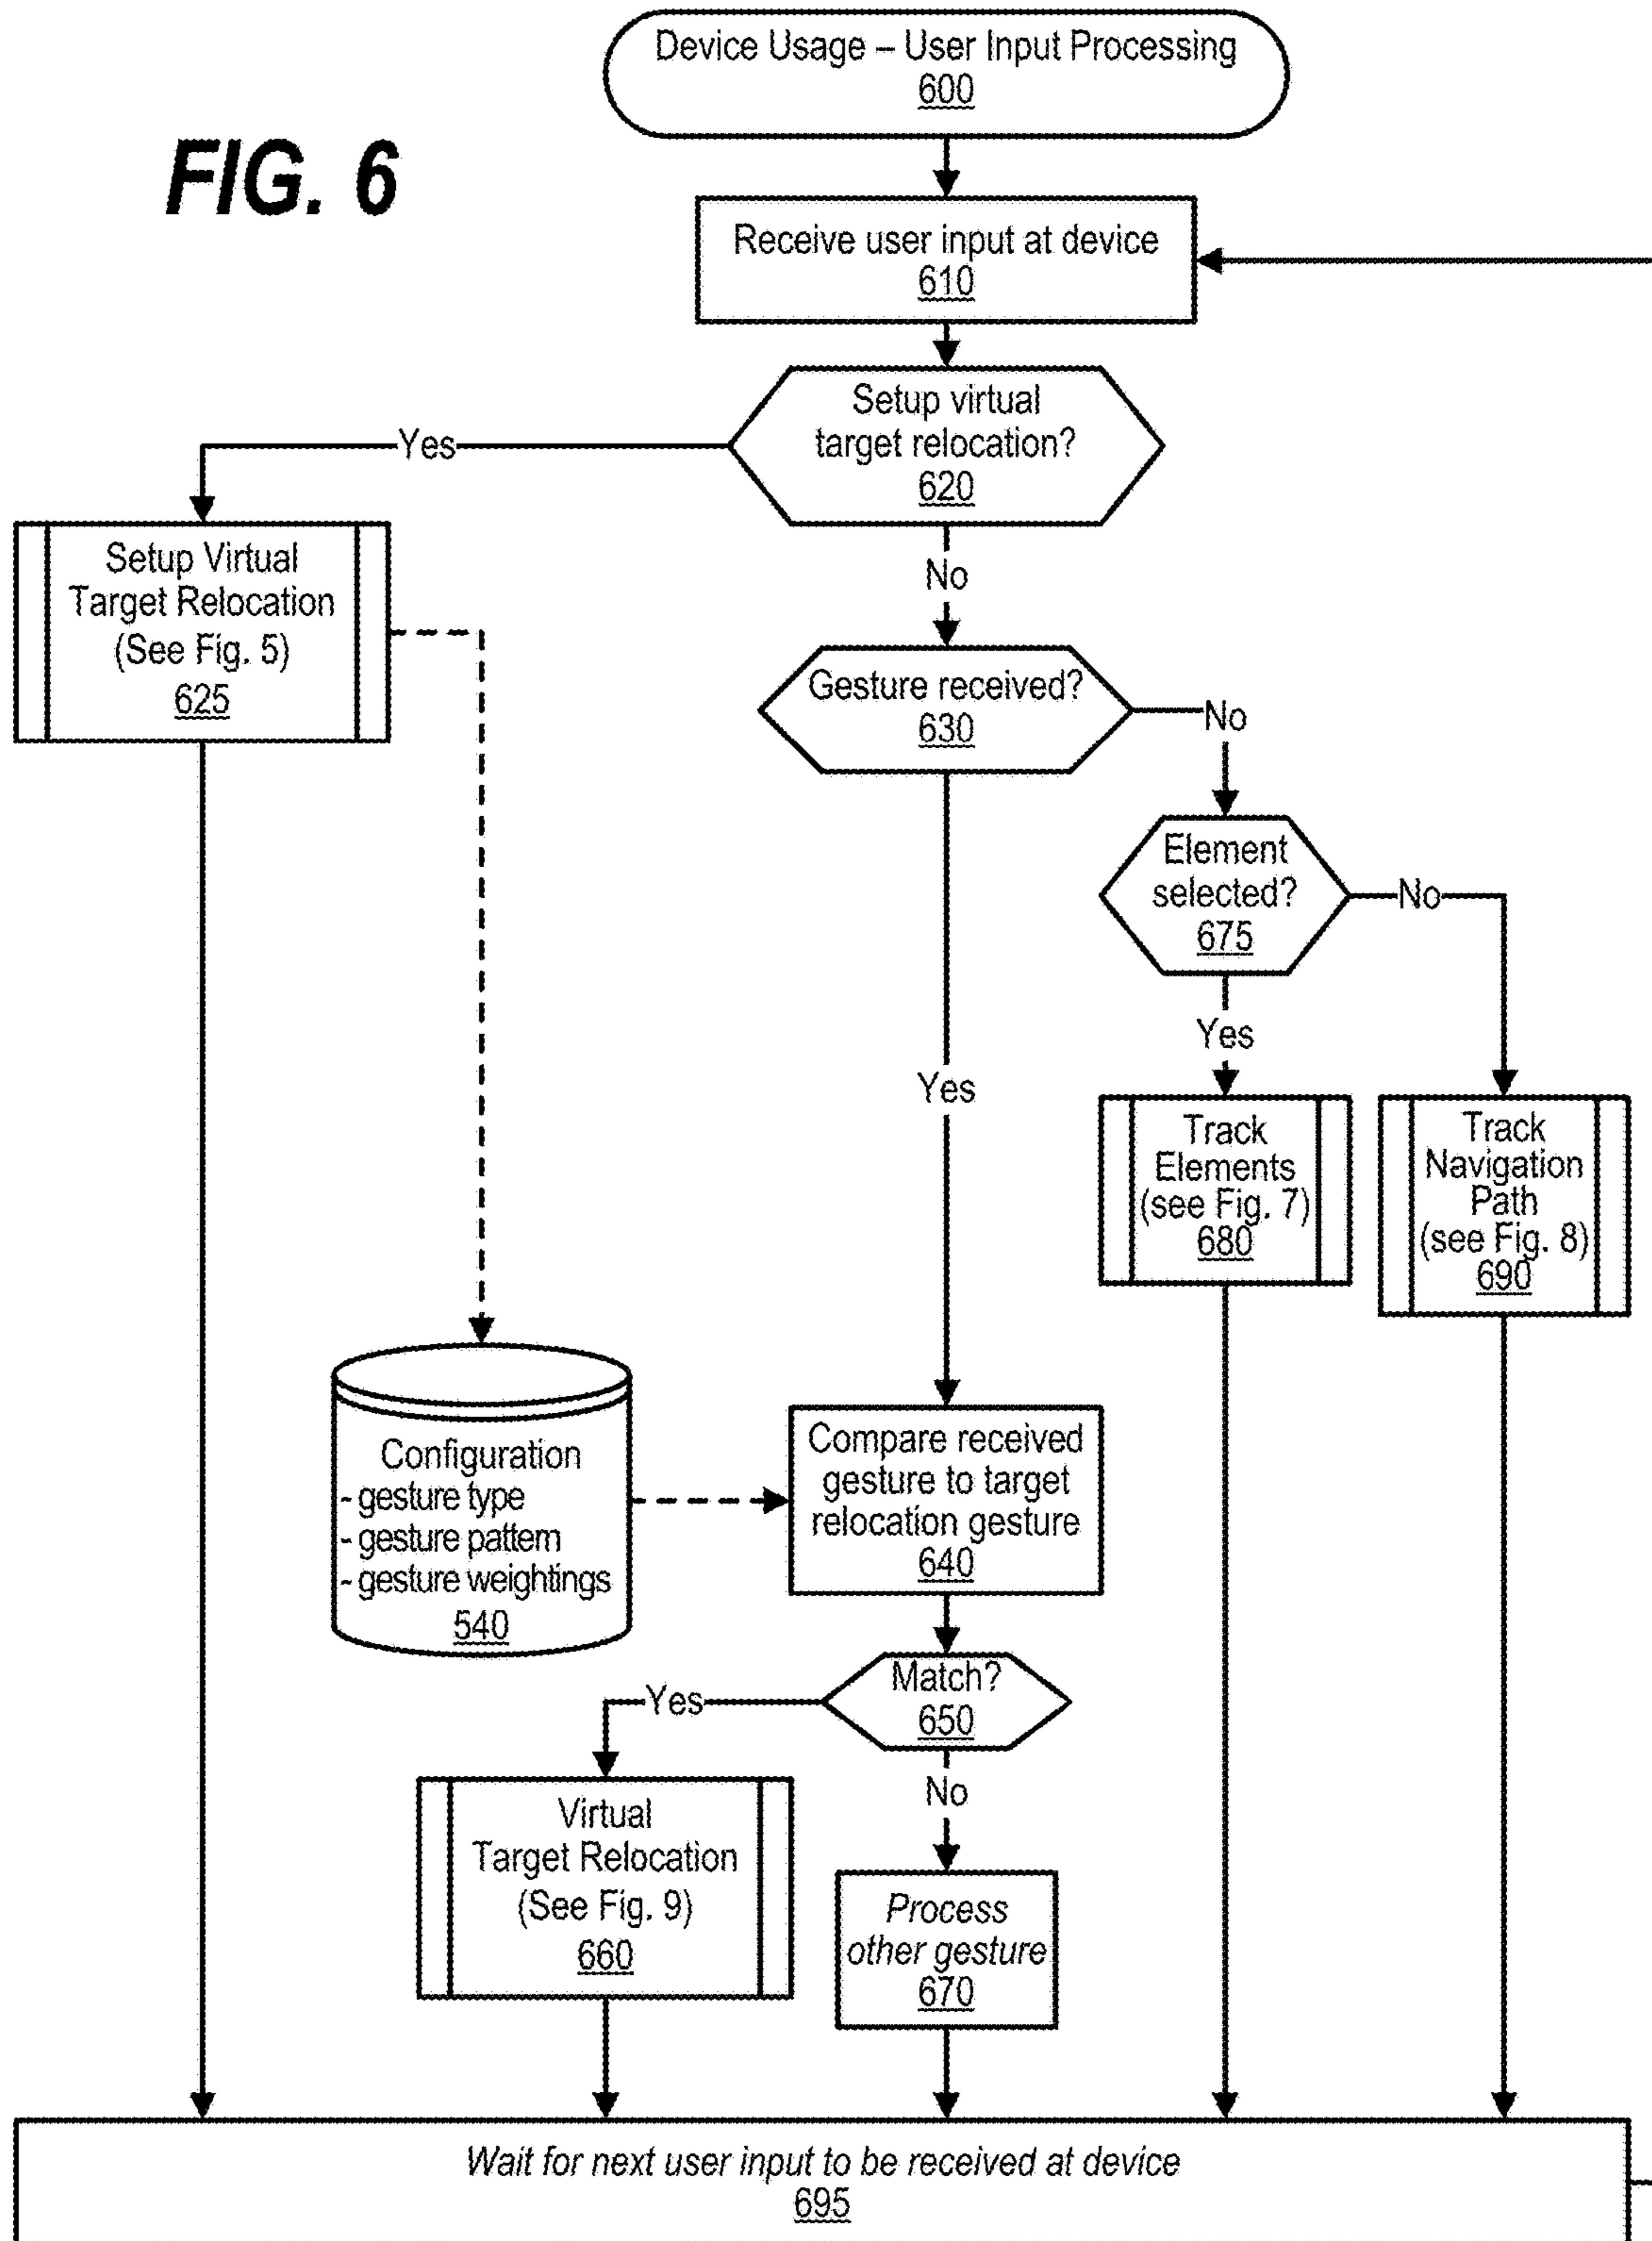 FIG. 6
Device Usage – User Input Processing
600
Receive user input at device
610
Setup virtual
target relocation?
620
Yes
No
Setup Virtual
Target Relocation
(See Fig. 5)
625
Gesture received?
630
No
Yes
Element
selected?
675
No
Yes
Track
Elements
(see Fig. 7)
680
Track
Navigation
Path
(see Fig. 8)
690
Configuration
- gesture type
- gesture pattern
- gesture weightings
540
Compare received
gesture to target
relocation gesture
640
Match?
650
Yes
No
Virtual
Target Relocation
(See Fig. 9)
660
Process
other gesture
670
Wait for next user input to be received at device
695